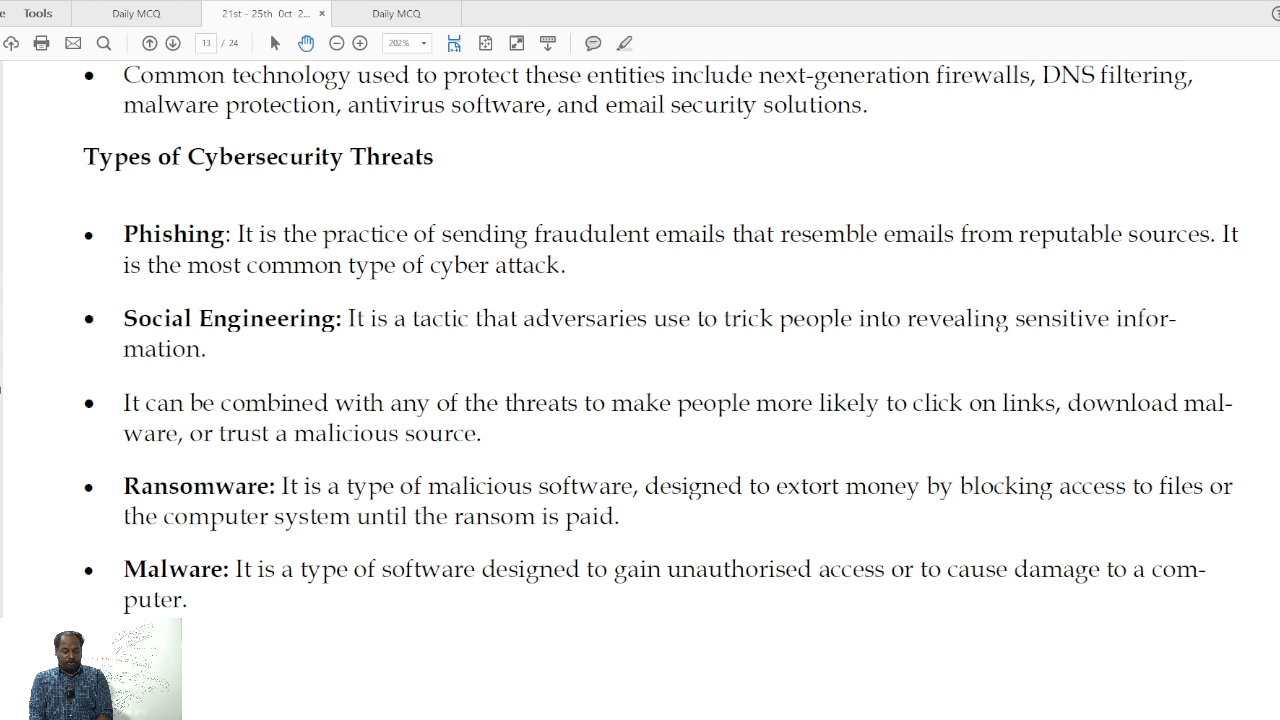 Tools
Daily MCQ
21st - 25th 0ct 2...
×
Daily MCQ
13 / 24
202%
• Common technology used to protect these entities include next-generation firewalls, DNS filtering,
malware protection, antivirus software, and email security solutions.
Types of Cybersecurity Threats
• Phishing: It is the practice of sending fraudulent emails that resemble emails from reputable sources. It
is the most common type of cyber attack.
• Social Engineering: It is a tactic that adversaries use to trick people into revealing sensitive infor-
mation.
• It can be combined with any of the threats to make people more likely to click on links, download mal-
ware, or trust a malicious source.
• Ransomware: It is a type of malicious software, designed to extort money by blocking access to files or
the computer system until the ransom is paid.
• Malware: It is a type of software designed to gain unauthorised access or to cause damage to a com-
puter.